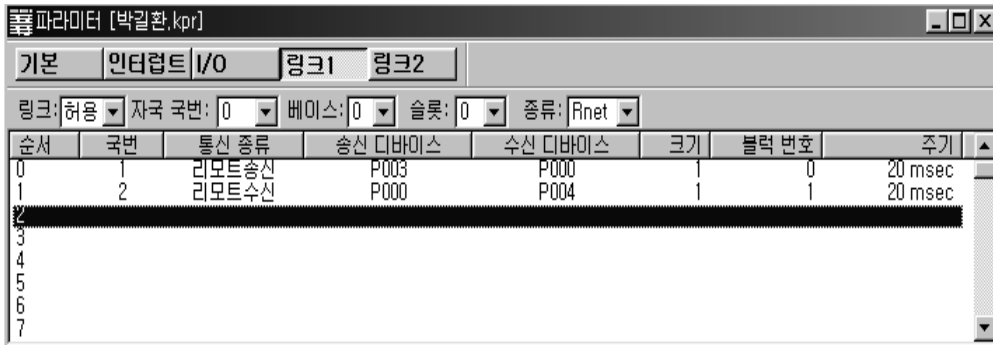 파라미터 [박길환,kpr]
기본 인터럽트 I/O 링크1 링크2
링크: 허용 자국 국번: 0 베이스: 0 슬롯: 0 종류: Rnet
순서 국번 통신 종류 송신 디바이스 수신 디바이스 크기 블럭 번호 주기
0 1 리모트송신 P003 P000 1 0 20 msec
1 2 리모트수신 P000 P004 1 1 20 msec
2
3
4
5
6
7